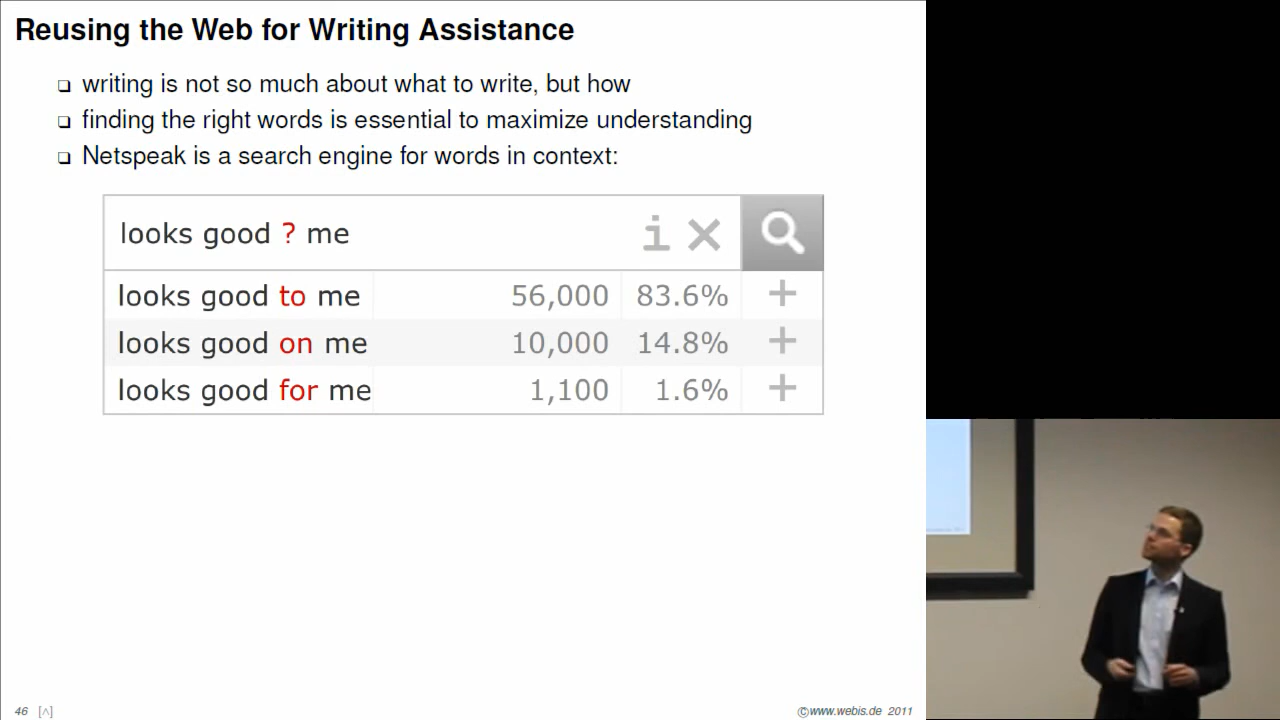 Reusing the Web for Writing Assistance
❑ writing is not so much about what to write, but how
❑ finding the right words is essential to maximize understanding
❑ Netspeak is a search engine for words in context:
looks good ? me i ×
looks good to me 56,000 83.6% +
looks good on me 10,000 14.8% +
looks good for me 1,100 1.6% +
46 [∧] ©www.webis.de 2011